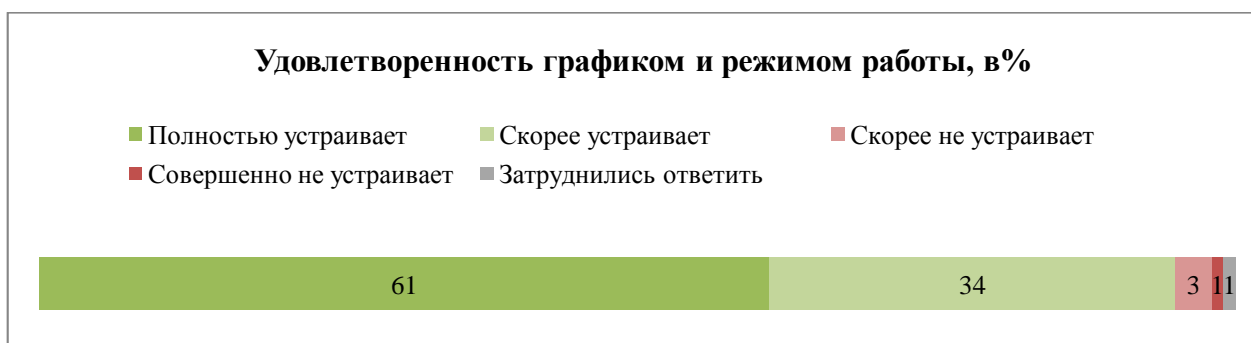 Удовлетворенность графиком и режимом работы, в%
Полностью устраивает Скорее устраивает Скорее не устраивает
Совершенно не устраивает Затруднились ответить
61 34 3 1 1